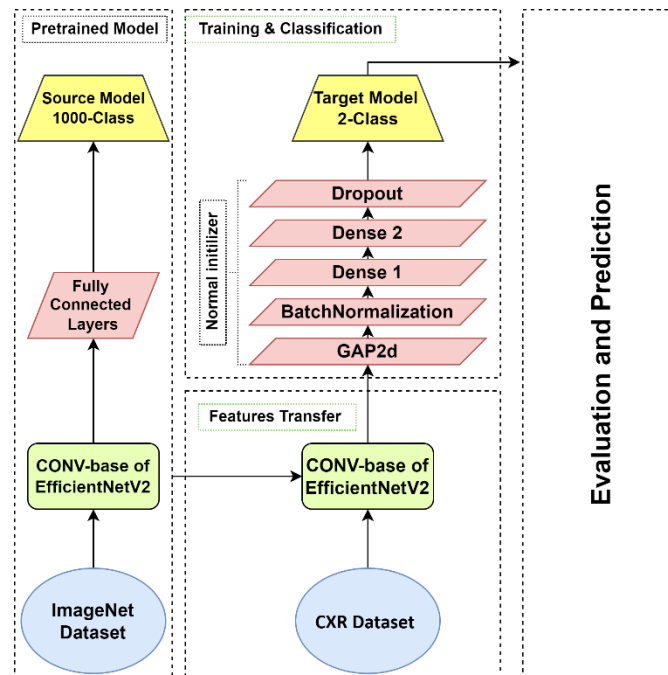 Pretrained Model
Source Model
1000-Class
Fully
Connected
Layers
CONV-base of
EfficientNetV2
ImageNet
Dataset
Training & Classification
Target Model
2-Class
Normal initilizer
Dropout
Dense 2
Dense 1
BatchNormalization
GAP2d
Features Transfer
CONV-base of
EfficientNetV2
CXR Dataset
Evaluation and Prediction